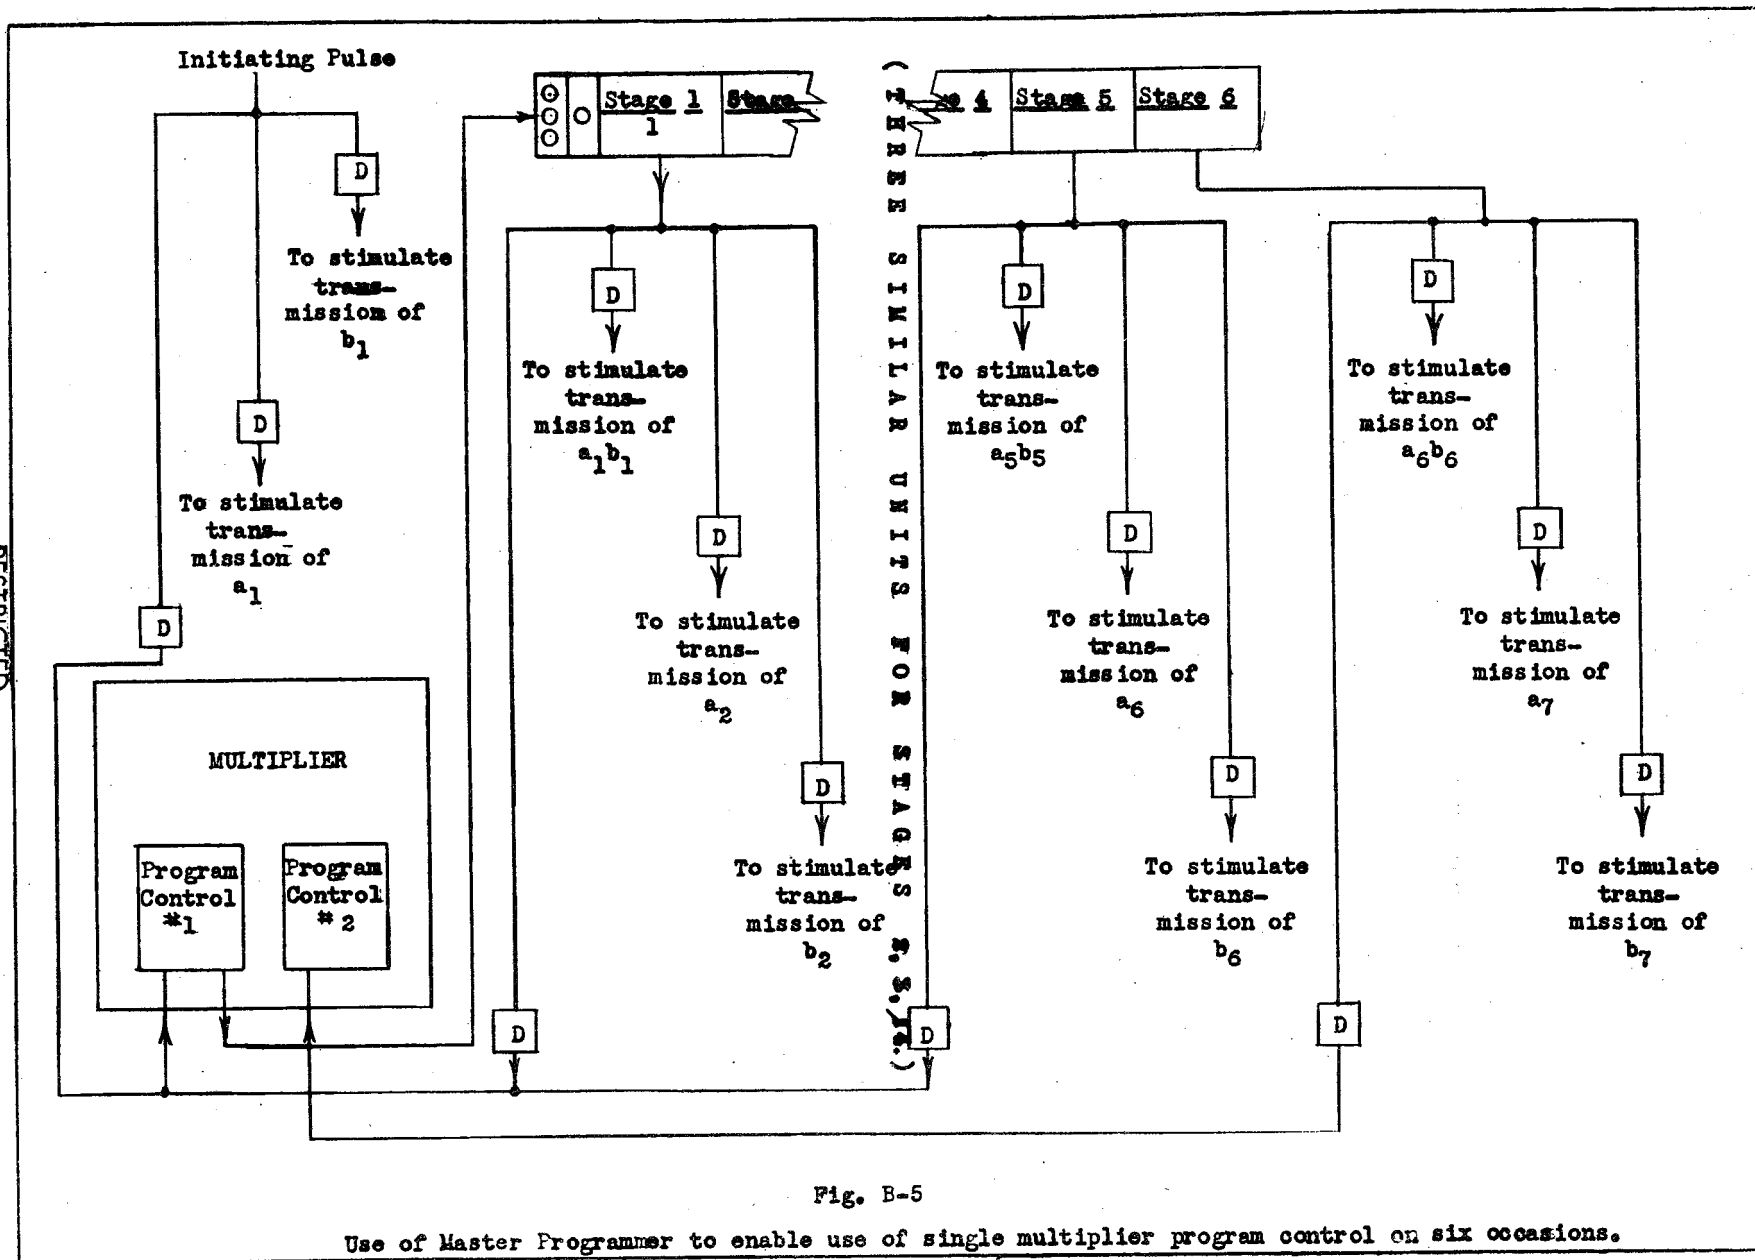 Initiating Pulse
D
To stimulate
trans-
mission of
b1
D
To stimulate
trans-
mission of
a1
D
MULTIPLIER
Program
Control
#1
Program
Control
# 2
Stage 1
1
Stage
4
Stage 5
Stage 6
D
To stimulate
trans-
mission of
a1b1
D
To stimulate
trans-
mission of
a2
D
To stimulate
trans-
mission of
b2
D
(THREE SIMILAR UNITS FOR STAGES 2, 3, 4.)
D
To stimulate
trans-
mission of
a5b5
D
To stimulate
trans-
mission of
a6
D
To stimulate
trans-
mission of
b6
D
D
To stimulate
trans-
mission of
a6b6
D
To stimulate
trans-
mission of
a7
D
To stimulate
trans-
mission of
b7
D
Fig. B-5
Use of Master Programmer to enable use of single multiplier program control on six occasions.